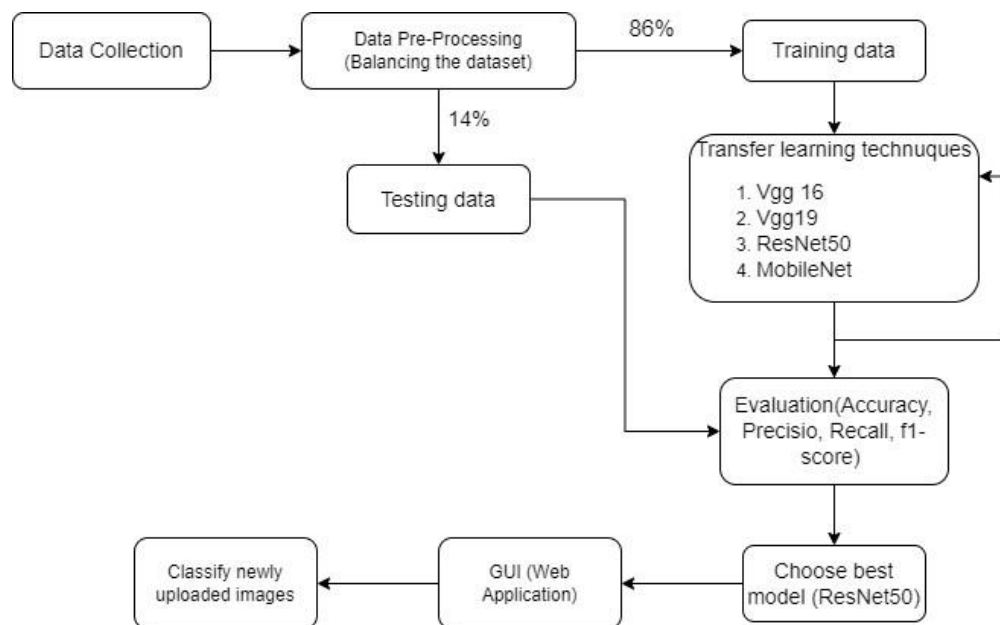 Data Collection
Data Pre-Processing
(Balancing the dataset)
86%
Training data
14%
Testing data
Transfer learning technuques
1. Vgg 16
2. Vgg19
3. ResNet50
4. MobileNet
Evaluation(Accuracy,
Precisio, Recall, f1-
score)
Choose best
model (ResNet50)
GUI (Web
Application)
Classify newly
uploaded images